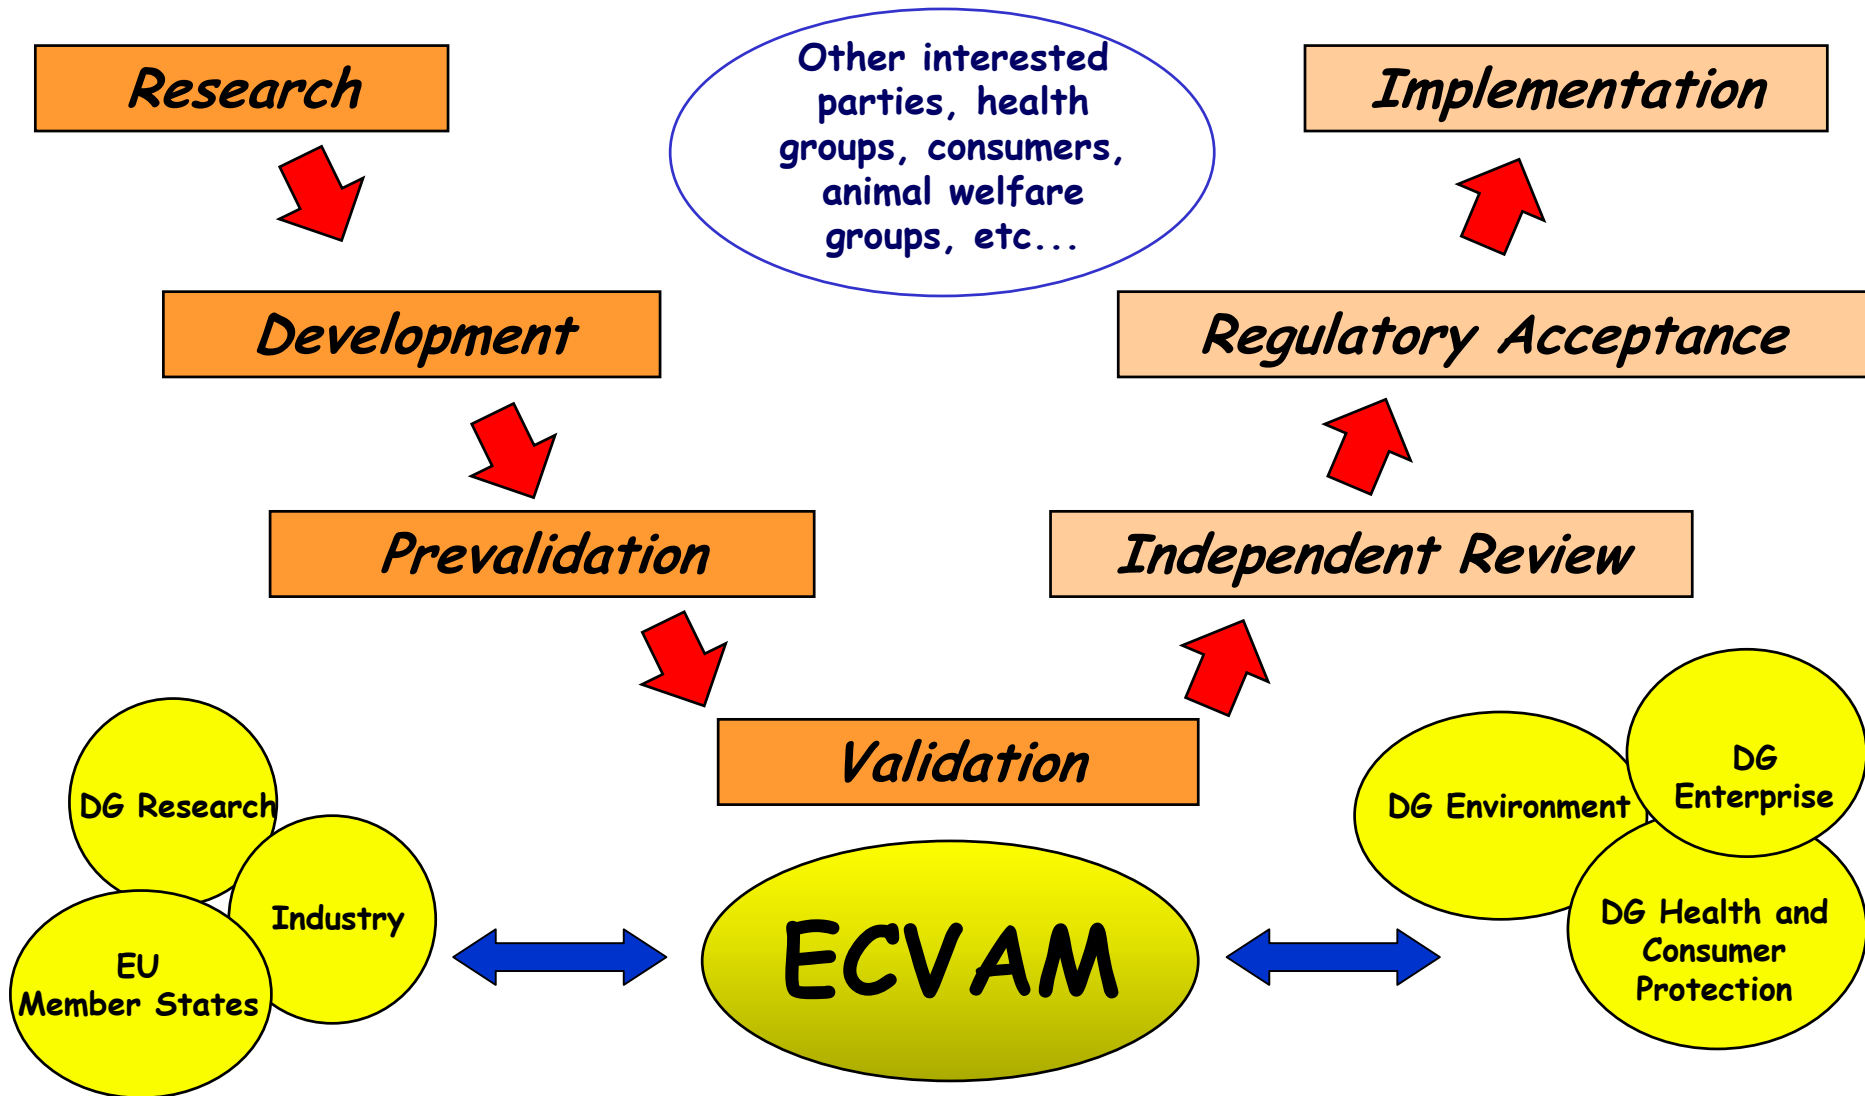 Research
Other interested
parties, health
groups, consumers,
animal welfare
groups, etc...
Implementation
Development
Regulatory Acceptance
Prevalidation
Independent Review
Validation
DG Research
Industry
EU
Member States
ECVAM
DG Environment
DG
Enterprise
DG Health and
Consumer
Protection